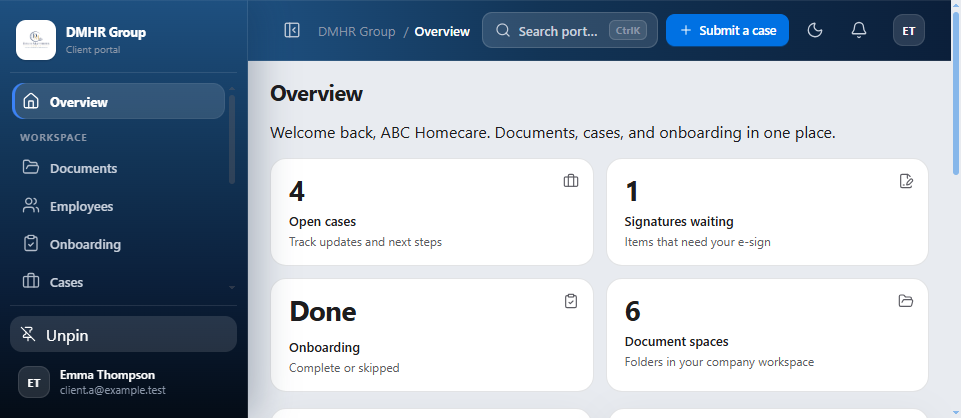 DMHR Group
Client portal
Overview
WORKSPACE
Documents
Employees
Onboarding
Cases
Unpin
ET
Emma Thompson
client.a@example.test
DMHR Group / Overview
Search port... CtrlK
+ Submit a case
ET
Overview
Welcome back, ABC Homecare. Documents, cases, and onboarding in one place.
4
Open cases
Track updates and next steps
1
Signatures waiting
Items that need your e-sign
Done
Onboarding
Complete or skipped
6
Document spaces
Folders in your company workspace